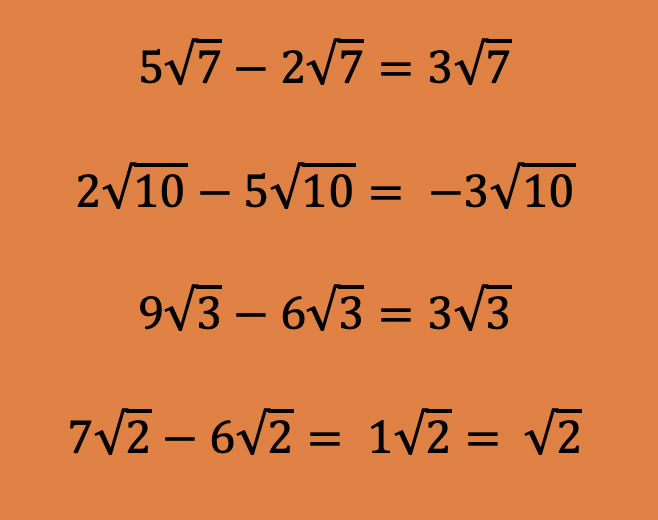 5√7 − 2√7 = 3√7
2√10 − 5√10 = −3√10
9√3 − 6√3 = 3√3
7√2 − 6√2 = 1√2 = √2